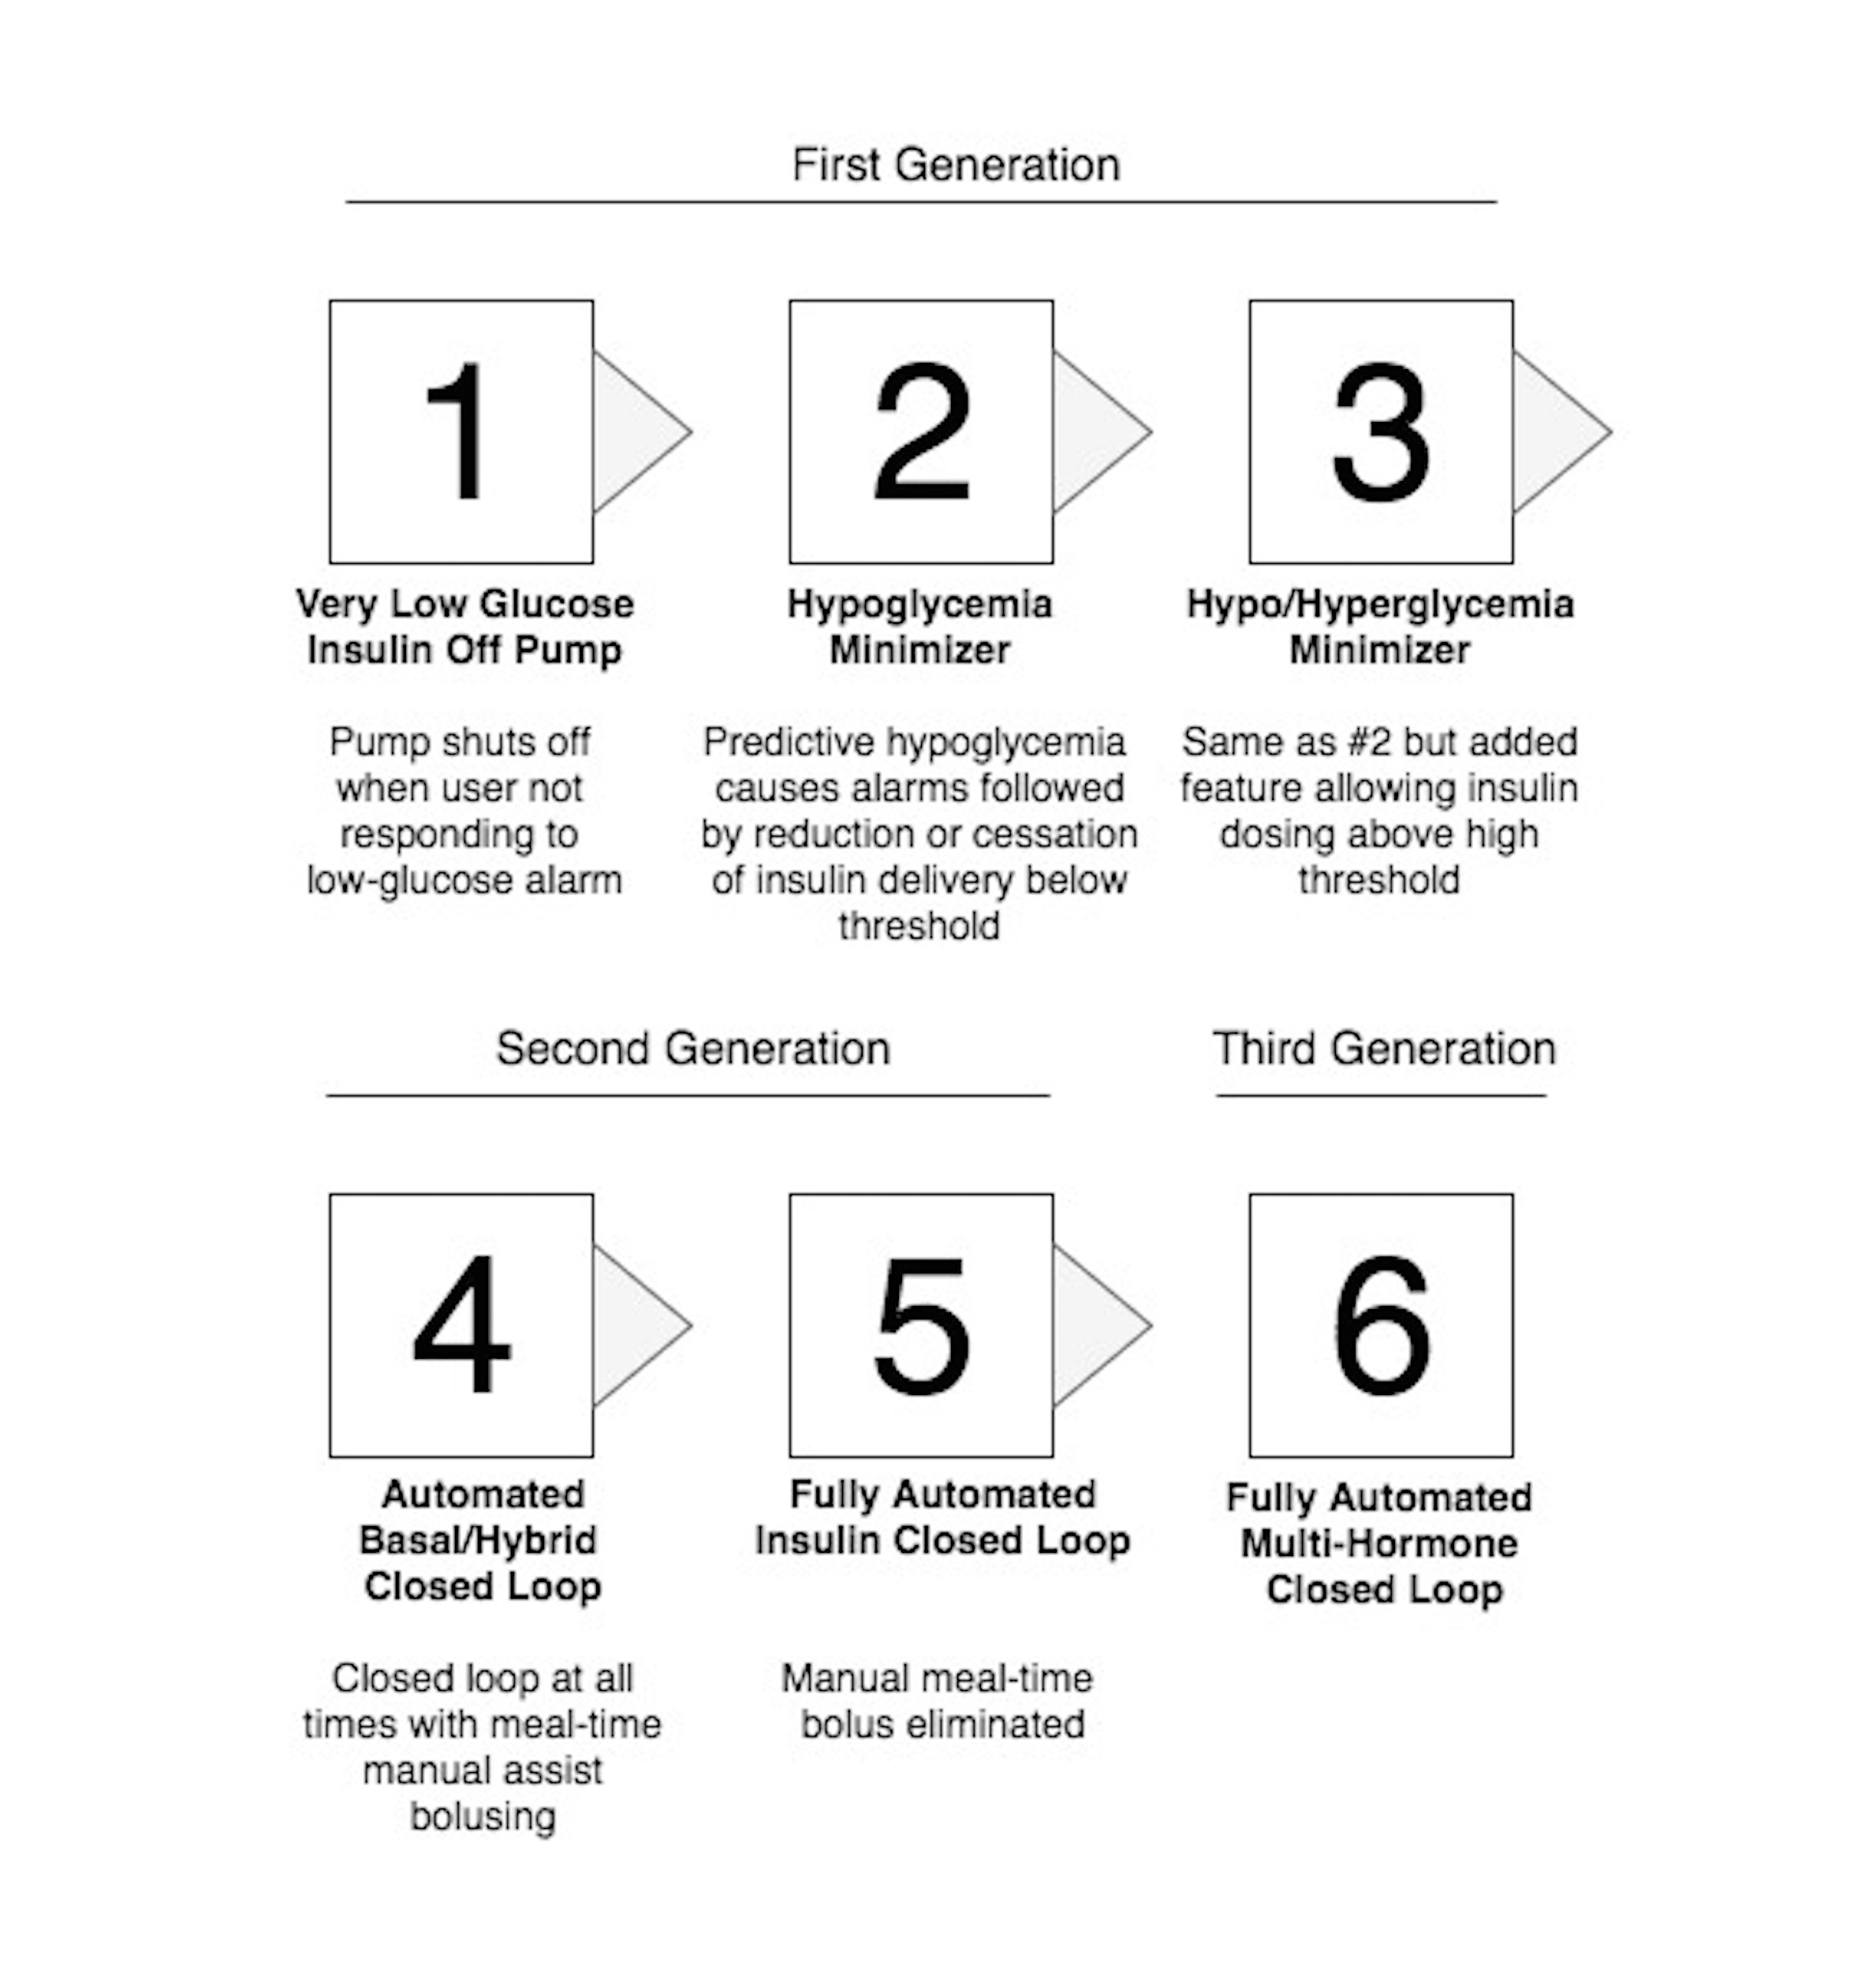 First Generation
1
2
3
Very Low Glucose
Insulin Off Pump
Hypoglycemia
Minimizer
Hypo/Hyperglycemia
Minimizer
Pump shuts off
when user not
responding to
low-glucose alarm
Predictive hypoglycemia
causes alarms followed
by reduction or cessation
of insulin delivery below
threshold
Same as #2 but added
feature allowing insulin
dosing above high
threshold
Second Generation
Third Generation
4
5
6
Automated
Basal/Hybrid
Closed Loop
Fully Automated
Insulin Closed Loop
Fully Automated
Multi-Hormone
Closed Loop
Closed loop at all
times with meal-time
manual assist
bolusing
Manual meal-time
bolus eliminated